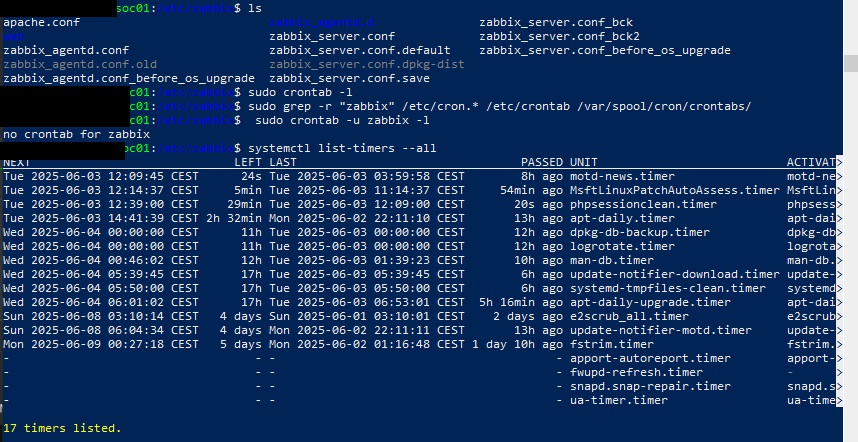 soc01:/etc/zabbix$ ls
apache.conf zabbix_agentd.d zabbix_server.conf_bck
web zabbix_server.conf zabbix_server.conf_bck2
zabbix_agentd.conf zabbix_server.conf.default zabbix_server.conf_before_os_upgrade
zabbix_agentd.conf.old zabbix_server.conf.dpkg-dist
zabbix_agentd.conf_before_os_upgrade zabbix_server.conf.save
oc01:/etc/zabbix$ sudo crontab -l
oc01:/etc/zabbix$ sudo grep -r "zabbix" /etc/cron.* /etc/crontab /var/spool/cron/crontabs/
oc01:/etc/zabbix$ sudo crontab -u zabbix -l
no crontab for zabbix
oc01:/etc/zabbix$ systemctl list-timers --all
NEXT LEFT LAST PASSED UNIT ACTIVAT>
Tue 2025-06-03 12:09:45 CEST 24s Tue 2025-06-03 03:59:58 CEST 8h ago motd-news.timer motd-ne>
Tue 2025-06-03 12:14:37 CEST 5min Tue 2025-06-03 11:14:37 CEST 54min ago MsftLinuxPatchAutoAssess.timer MsftLin>
Tue 2025-06-03 12:39:00 CEST 29min Tue 2025-06-03 12:09:00 CEST 20s ago phpsessionclean.timer phpsess>
Tue 2025-06-03 14:41:39 CEST 2h 32min Mon 2025-06-02 22:11:10 CEST 13h ago apt-daily.timer apt-dai>
Wed 2025-06-04 00:00:00 CEST 11h Tue 2025-06-03 00:00:00 CEST 12h ago dpkg-db-backup.timer dpkg-db>
Wed 2025-06-04 00:00:00 CEST 11h Tue 2025-06-03 00:00:00 CEST 12h ago logrotate.timer logrota>
Wed 2025-06-04 00:46:02 CEST 12h Tue 2025-06-03 01:39:23 CEST 10h ago man-db.timer man-db.>
Wed 2025-06-04 05:39:45 CEST 17h Tue 2025-06-03 05:39:45 CEST 6h ago update-notifier-download.timer update->
Wed 2025-06-04 05:50:00 CEST 17h Tue 2025-06-03 05:50:00 CEST 6h ago systemd-tmpfiles-clean.timer systemd>
Wed 2025-06-04 06:01:02 CEST 17h Tue 2025-06-03 06:53:01 CEST 5h 16min ago apt-daily-upgrade.timer apt-dai>
Sun 2025-06-08 03:10:14 CEST 4 days Sun 2025-06-01 03:10:01 CEST 2 days ago e2scrub_all.timer e2scrub>
Sun 2025-06-08 06:04:34 CEST 4 days Mon 2025-06-02 22:11:11 CEST 13h ago update-notifier-motd.timer update->
Mon 2025-06-09 00:27:18 CEST 5 days Mon 2025-06-02 01:16:48 CEST 1 day 10h ago fstrim.timer fstrim.>
- - - - apport-autoreport.timer apport->
- - - - fwupd-refresh.timer - >
- - - - snapd.snap-repair.timer snapd.s>
- - - - ua-timer.timer ua-time>
17 timers listed.